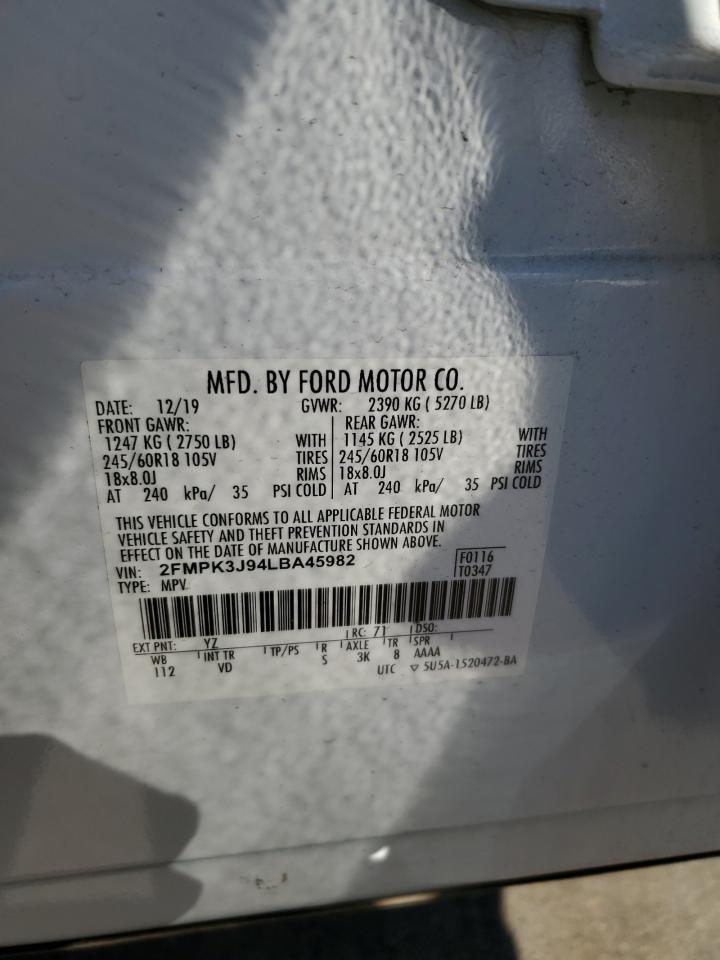 MFD. BY FORD MOTOR CO.
DATE: 12/19 GVWR: 2390 KG ( 5270 LB)
FRONT GAWR: REAR GAWR:
1247 KG ( 2750 LB) WITH 1145 KG ( 2525 LB) WITH
245/60R18 105V TIRES 245/60R18 105V TIRES
18x8.0J RIMS 18x8.0J RIMS
AT 240 kPa/ 35 PSI COLD AT 240 kPa/ 35 PSI COLD
THIS VEHICLE CONFORMS TO ALL APPLICABLE FEDERAL MOTOR
VEHICLE SAFETY AND THEFT PREVENTION STANDARDS IN
EFFECT ON THE DATE OF MANUFACTURE SHOWN ABOVE.
VIN: 2FMPK3J94LBA45982 F0116
TYPE: MPV T0347
EXT PNT: YZ RC: 71 DSO:
WB INT TR TP/PS R AXLE TR SPR
112 VD S 3K 8 AAAA
UTC ▽ 5U5A-1520472-BA